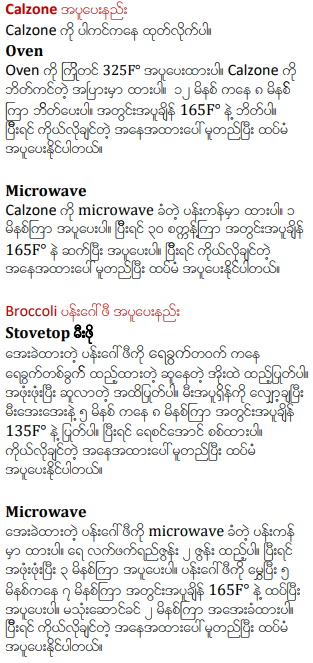 Calzone အပူပေးနည်း
Calzone ကို ပါကင်ကနေ ထုတ်လိုက်ပါ။
Oven
Oven ကို ကြိုတင် 325F° အပူပေးထားပါ။ Calzone ကို
ဘိတ်ကင်တဲ့ အပြားမှာ ထားပါ။ ၁၂ မိနစ် ကနေ ၈ မိနစ်
ကြာ ဘိတ်ပေးပါ။ အတွင်းအပူချိန် 165F° နဲ့ ဘိတ်ပါ။
ပြီးရင် ကိုယ်လိုချင်တဲ့ အနေအထားပေါ် မူတည်ပြီး ထပ်မံ
အပူပေးနိုင်ပါတယ်။
Microwave
Calzone ကို microwave ခံတဲ့ ပန်းကန်မှာ ထားပါ။ ၁
မိနစ်ကြာ အပူပေးပါ။ ပြီးရင် ၃၀ စက္ကန့်ကြာ အတွင်းအပူချိန်
165F° နဲ့ ဆက်ပြီး အပူပေးပါ။ ပြီးရင် ကိုယ်လိုချင်တဲ့
အနေအထားပေါ် မူတည်ပြီး ထပ်မံ အပူပေးနိုင်ပါတယ်။
Broccoli ပန်းဂေါ်ဖီ အပူပေးနည်း
Stovetop မီးဖို
အေးခဲထားတဲ့ ပန်းဂေါ်ဖီကို ရေခွက်တဝက် ကနေ
ရေခွက်တစ်ခွက် ထည့်ထားတဲ့ ဆူနေတဲ့ အိုးထဲ ထည့်ပြုတ်ပါ။
အဖုံးဖုံးပြီး ဆူလာတဲ့ အထိပြုတ်ပါ။ မီးအပူရှိန်ကို လျှော့ချပြီး
မီးအေးအေးနဲ့ ၅ မိနစ် ကနေ ၈ မိနစ်ကြာ အတွင်းအပူချိန်
135F° နဲ့ ပြုတ်ပါ။ ပြီးရင် ရေစင်အောင် စစ်ထားပါ။
ကိုယ်လိုချင်တဲ့ အနေအထားပေါ် မူတည်ပြီး ထပ်မံ
အပူပေးနိုင်ပါတယ်။
Microwave
အေးခဲထားတဲ့ ပန်းဂေါ်ဖီကို microwave ခံတဲ့ ပန်းကန်
မှာ ထားပါ။ ရေ လက်ဖက်ရည်ဇွန်း ၂ ဇွန်း ထည့်ပါ။ ပြီးရင်
အဖုံးဖုံးပြီး ၃ မိနစ်ကြာ အပူပေးပါ။ ပန်းဂေါ်ဖီကို မွှေပြီး ၅
မိနစ်ကနေ ၇ မိနစ်ကြာ အတွင်းအပူချိန် 165F° နဲ့ ထပ်ပြီး
အပူပေးပါ။ မသုံးဆောင်ခင် ၂ မိနစ်ကြာ အအေးခံထားပါ။
ပြီးရင် ကိုယ်လိုချင်တဲ့ အနေအထားပေါ် မူတည်ပြီး ထပ်မံ
အပူပေးနိုင်ပါတယ်။